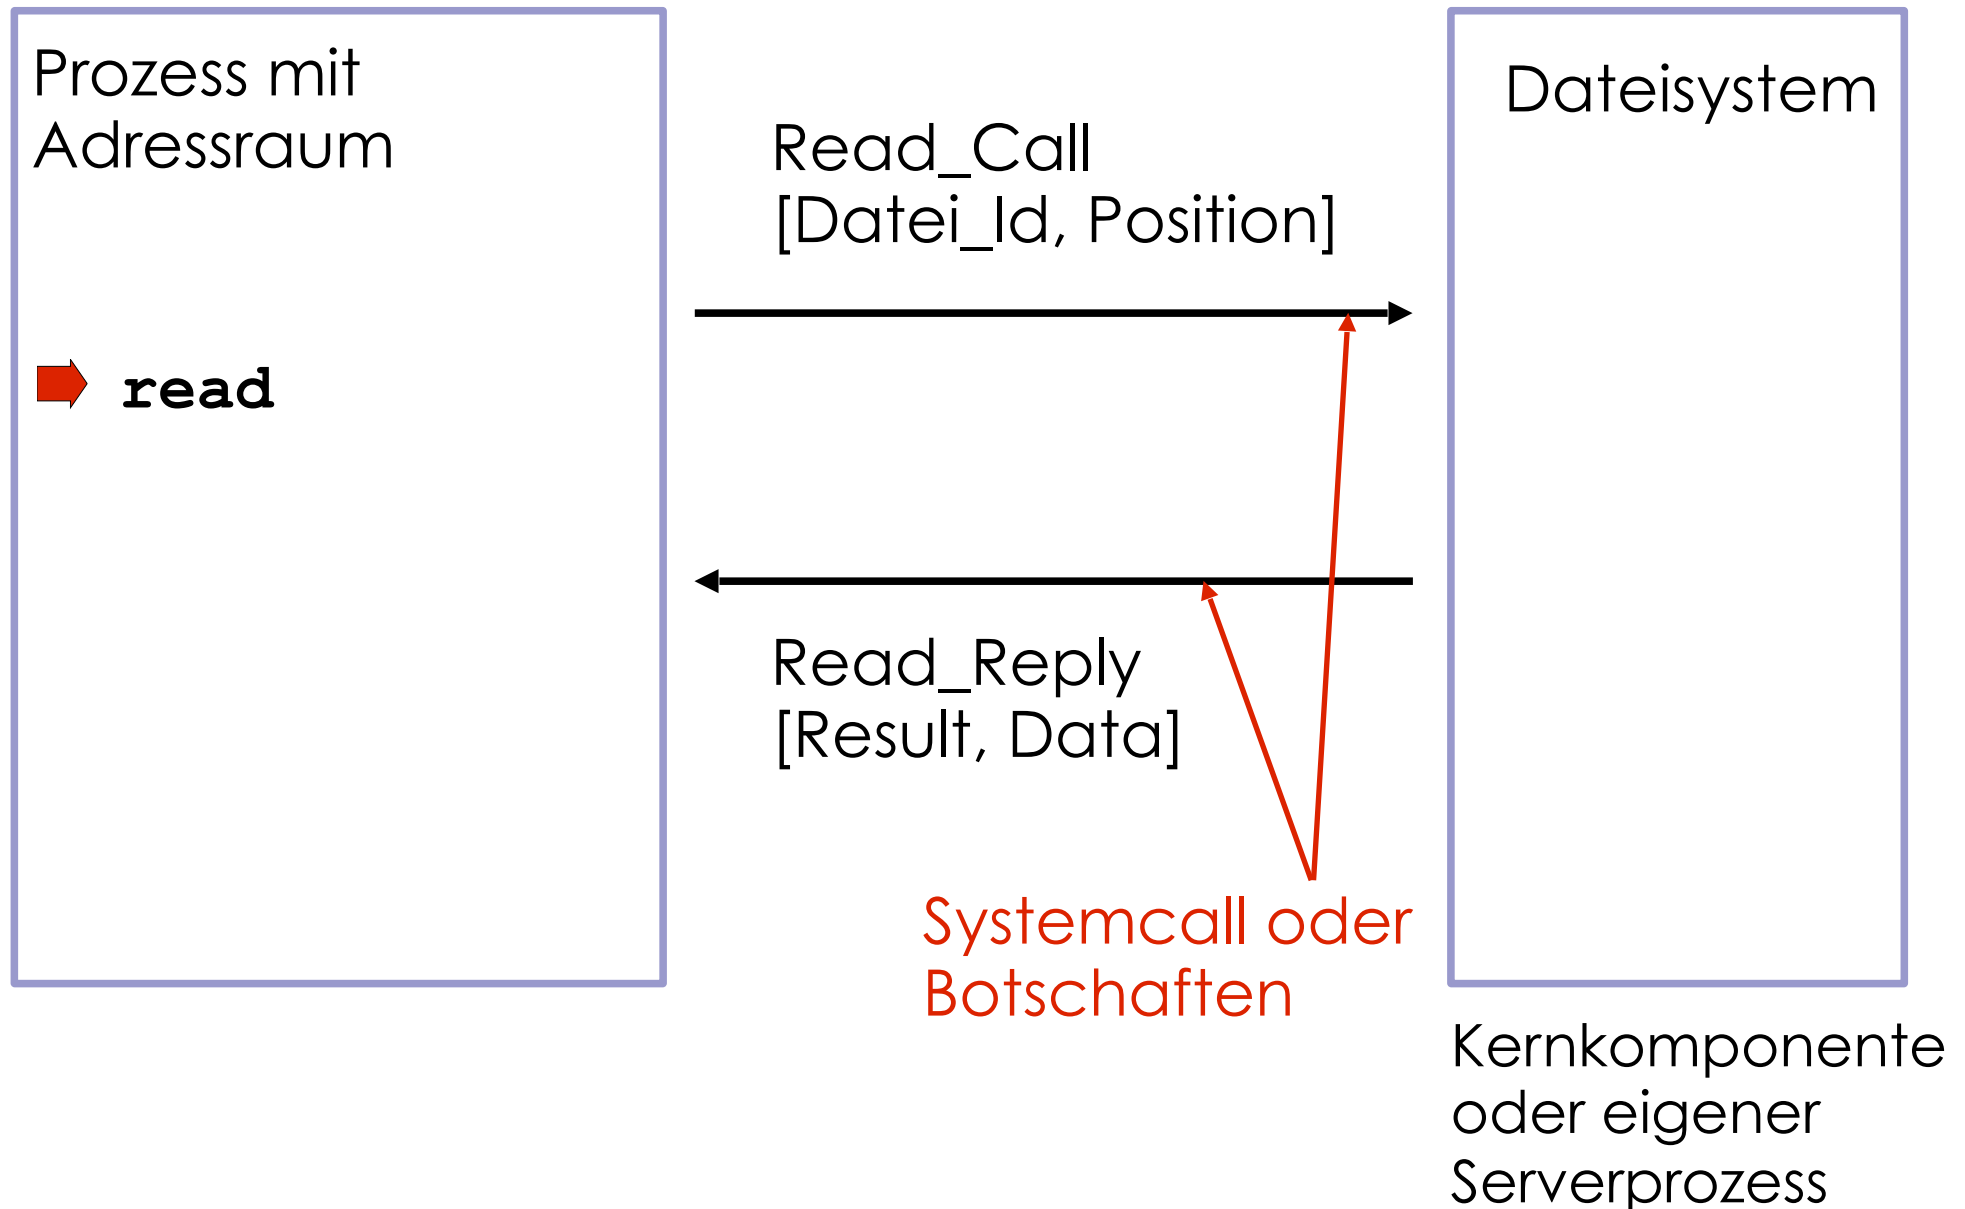 Prozess mit
Adressraum
read
Read_Call
[Datei_Id, Position]
Read_Reply
[Result, Data]
Systemcall oder
Botschaften
Dateisystem
Kernkomponente
oder eigener
Serverprozess